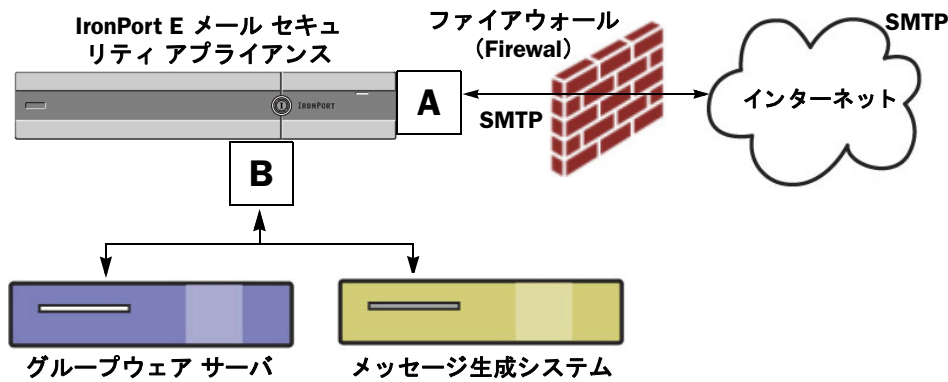 IronPort E メール セキュ
リティ アプライアンス
ファイアウォール
（Firewal）
SMTP
IRONPORT
A
SMTP
インターネット
B
グループウェア サーバ
メッセージ生成システム